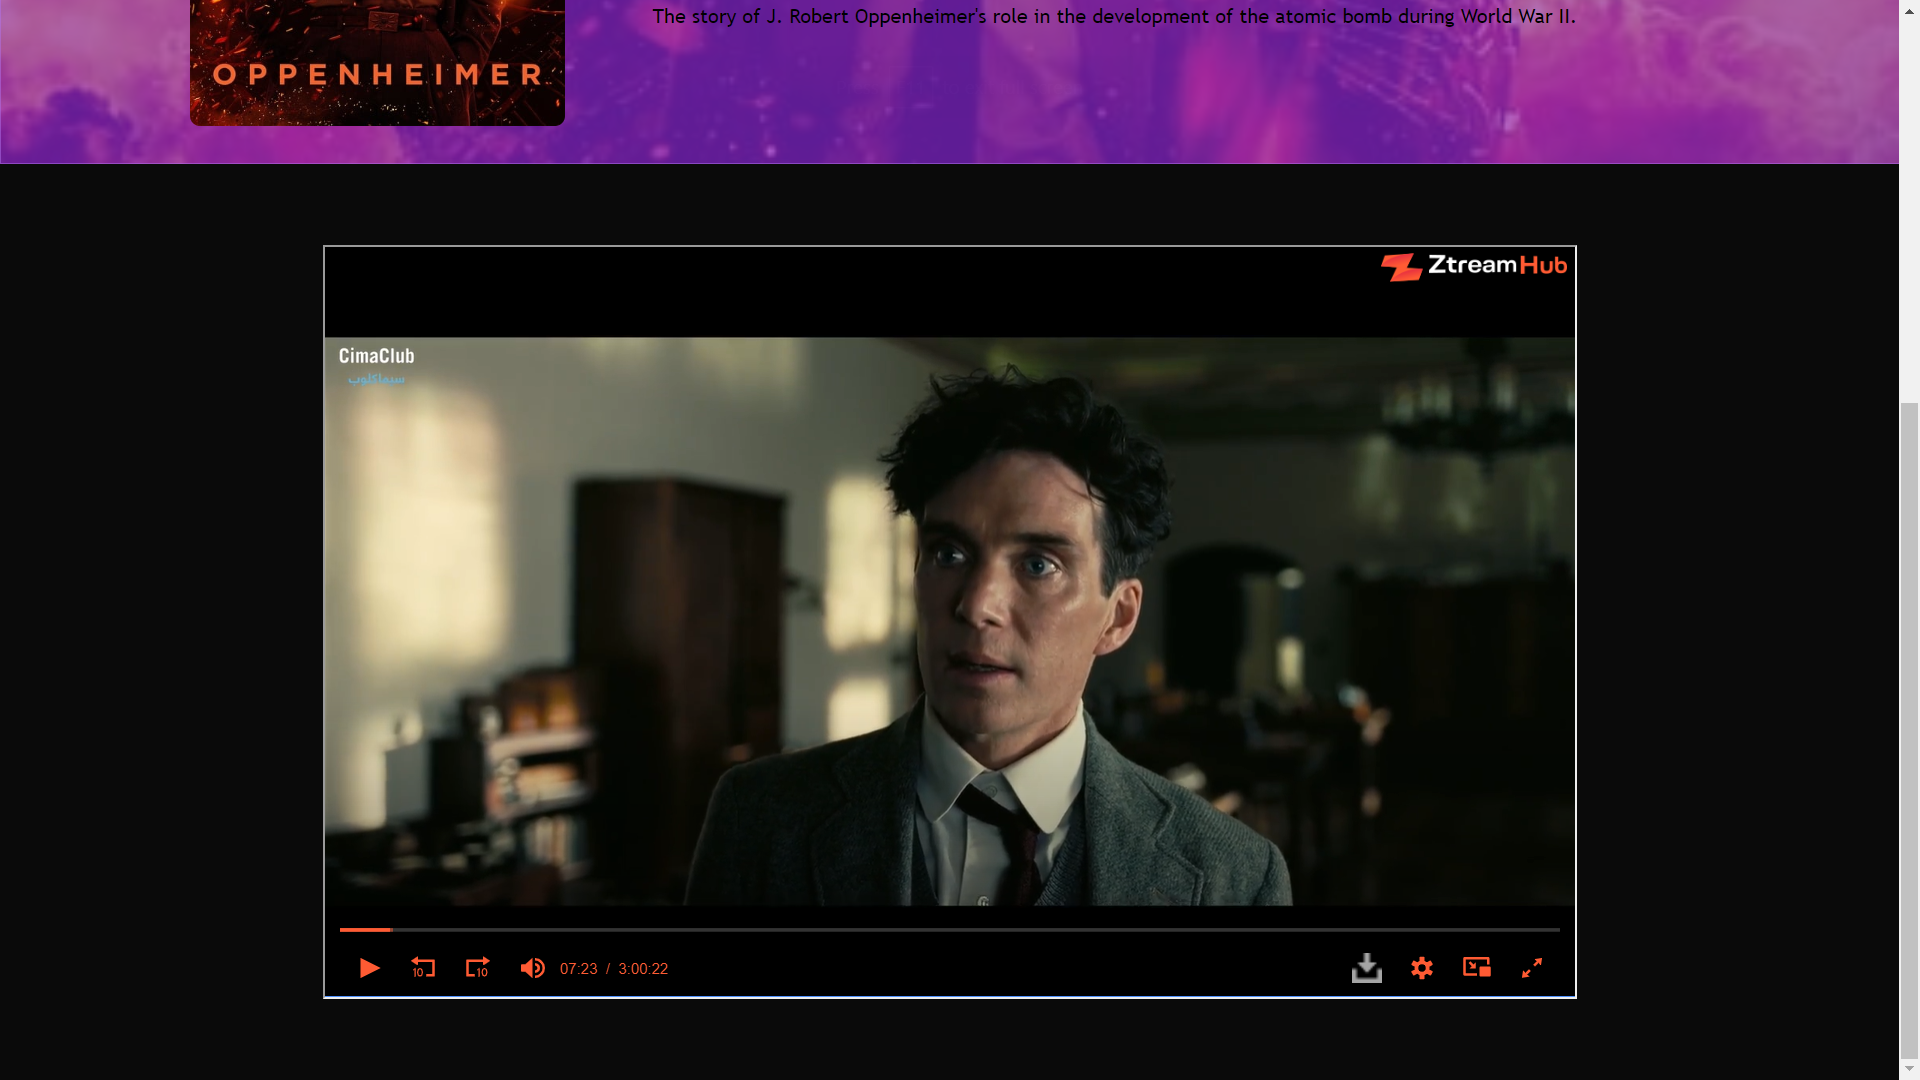 The story of J. Robert Oppenheimer's role in the development of the atomic bomb during World War II.
OPPENHEIMER
ZtreamHub
CimaClub
سيماكلوب
10
10
07:23 / 3:00:22